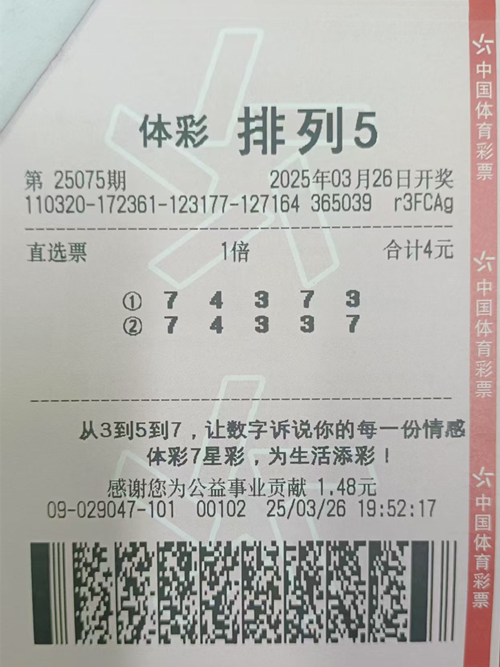 体彩 排列5
第 25075期 2025年03月26日开奖
110320-172361-123177-127164 365039 r3FCAg
直选票 1倍 合计4元
① 7 4 3 7 3
② 7 4 3 3 7
从3到5到7，让数字诉说你的每一份情感
体彩7星彩，为生活添彩！
感谢您为公益事业贡献 1.48元
09-029047-101 00102 25/03/26 19:52:17
中国体育彩票
中国体育彩票
中国体育彩票